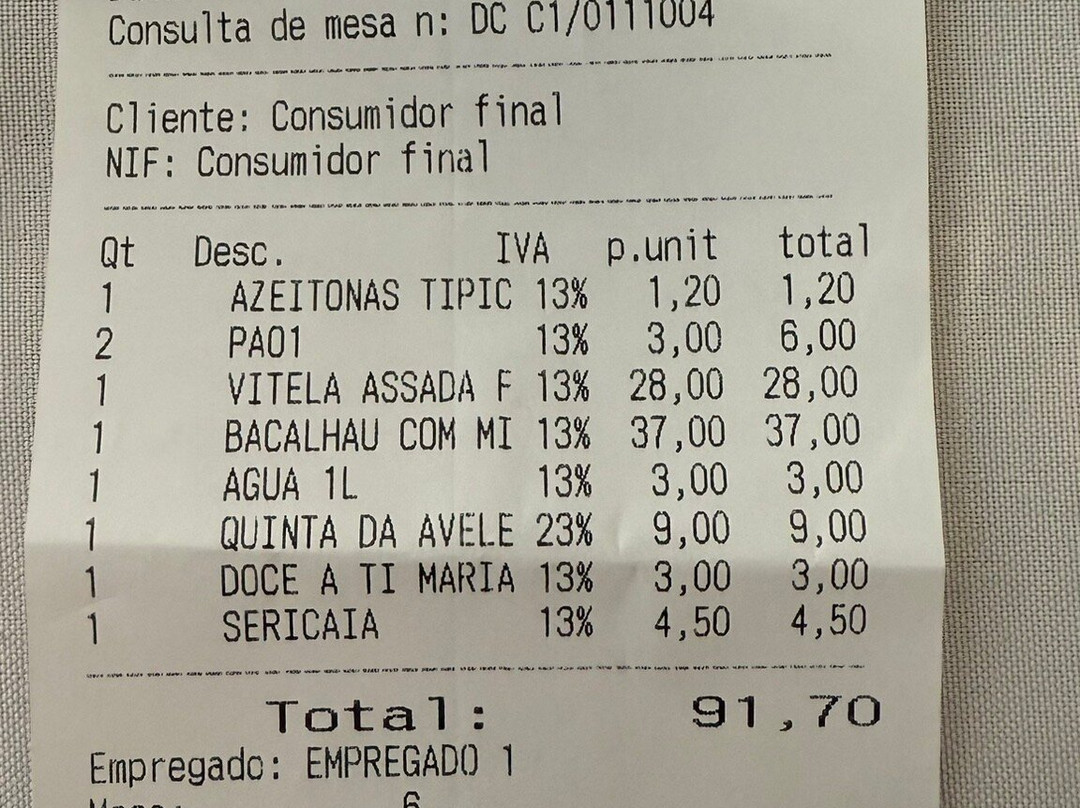 Consulta de mesa n: DC C1/0111004
Cliente: Consumidor final
NIF: Consumidor final
Qt Desc. IVA p.unit total
1 AZEITONAS TIPIC 13% 1,20 1,20
2 PAO1 13% 3,00 6,00
1 VITELA ASSADA F 13% 28,00 28,00
1 BACALHAU COM MI 13% 37,00 37,00
1 AGUA 1L 13% 3,00 3,00
1 QUINTA DA AVELE 23% 9,00 9,00
1 DOCE A TI MARIA 13% 3,00 3,00
1 SERICAIA 13% 4,50 4,50
Total: 91,70
Empregado: EMPREGADO 1